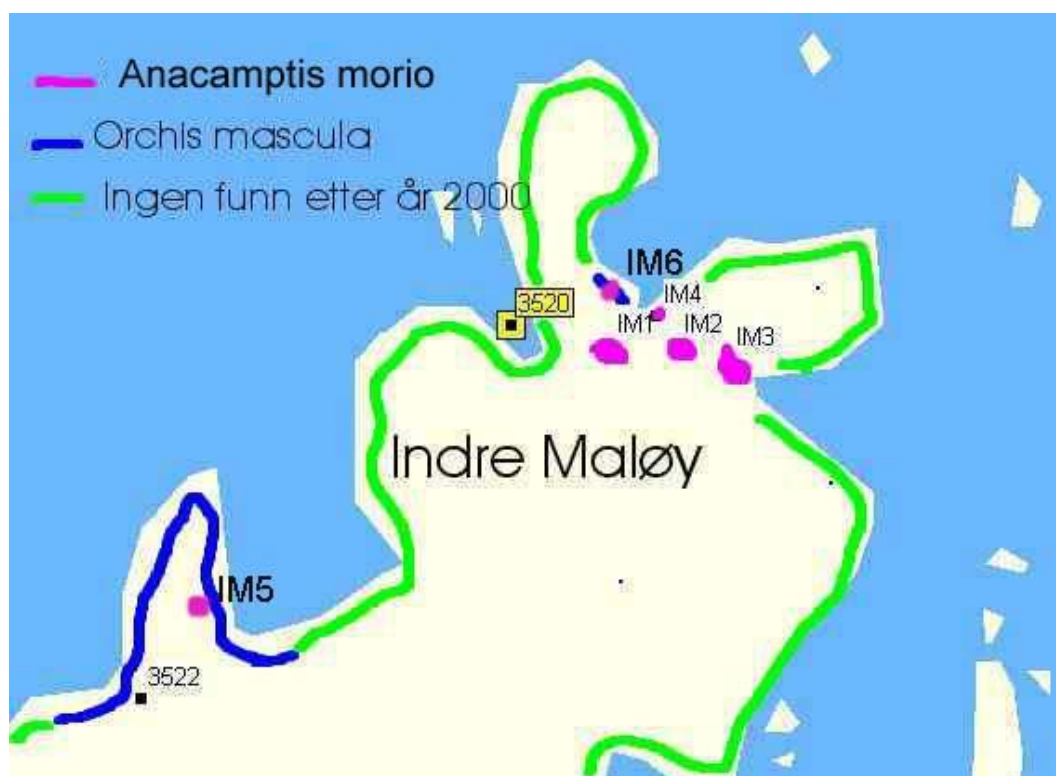 Anacamptis morio
Orchis mascula
Ingen funn etter år 2000
IM6
3520
IM4
IM1
IM2
IM3
Indre Maløy
IM5
3522